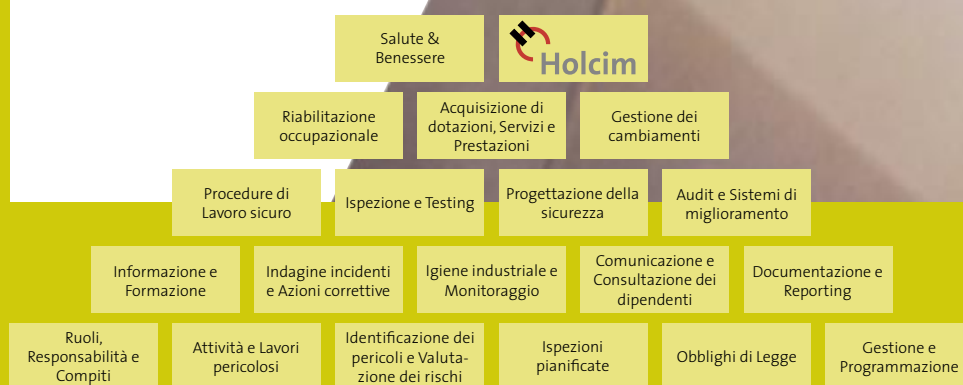 Salute &
Benessere
Holcim
Riabilitazione
occupazionale
Acquisizione di
dotazioni, Servizi e
Prestazioni
Gestione dei
cambiamenti
Procedure di
Lavoro sicuro
Ispezione e Testing
Progettazione della
sicurezza
Audit e Sistemi di
miglioramento
Informazione e
Formazione
Indagine incidenti
e Azioni correttive
Igiene industriale e
Monitoraggio
Comunicazione e
Consultazione dei
dipendenti
Documentazione e
Reporting
Ruoli,
Responsabilità e
Compiti
Attività e Lavori
pericolosi
Identificazione dei
pericoli e Valuta-
zione dei rischi
Ispezioni
pianificate
Obblighi di Legge
Gestione e
Programmazione